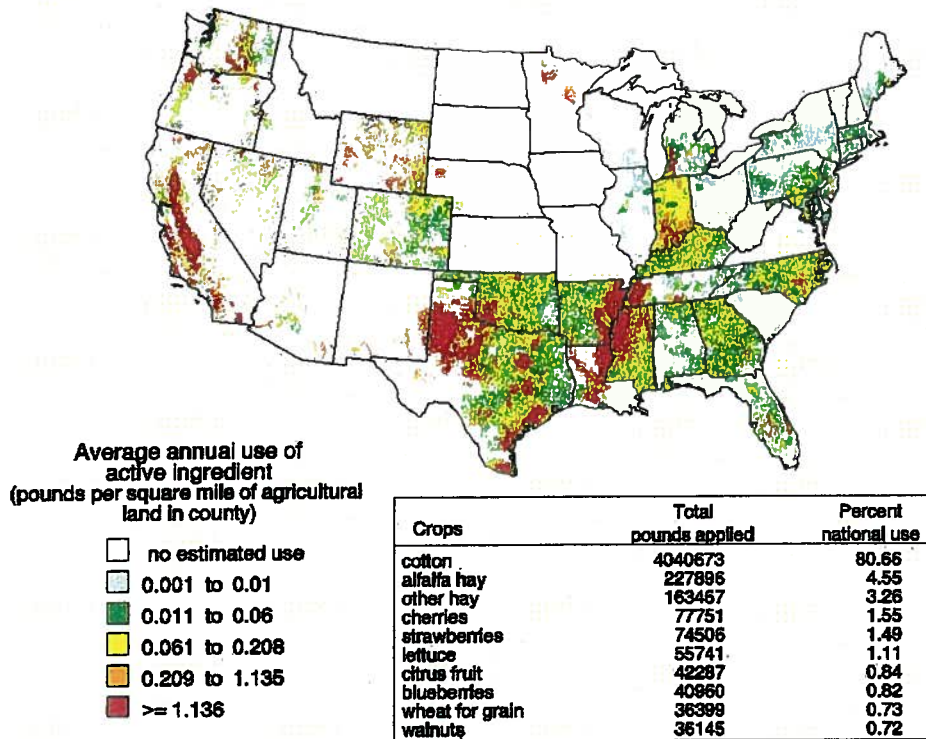 Average annual use of
active ingredient
(pounds per square mile of agricultural
land in county)
no estimated use
0.001 to 0.01
0.011 to 0.06
0.061 to 0.208
0.209 to 1.135
>= 1.136
Crops Total pounds applied Percent national use
cotton 4040673 80.66
alfalfa hay 227896 4.55
other hay 163467 3.26
cherries 77751 1.55
strawberries 74506 1.49
lettuce 55741 1.11
citrus fruit 42287 0.84
blueberries 40960 0.82
wheat for grain 36399 0.73
walnuts 36145 0.72